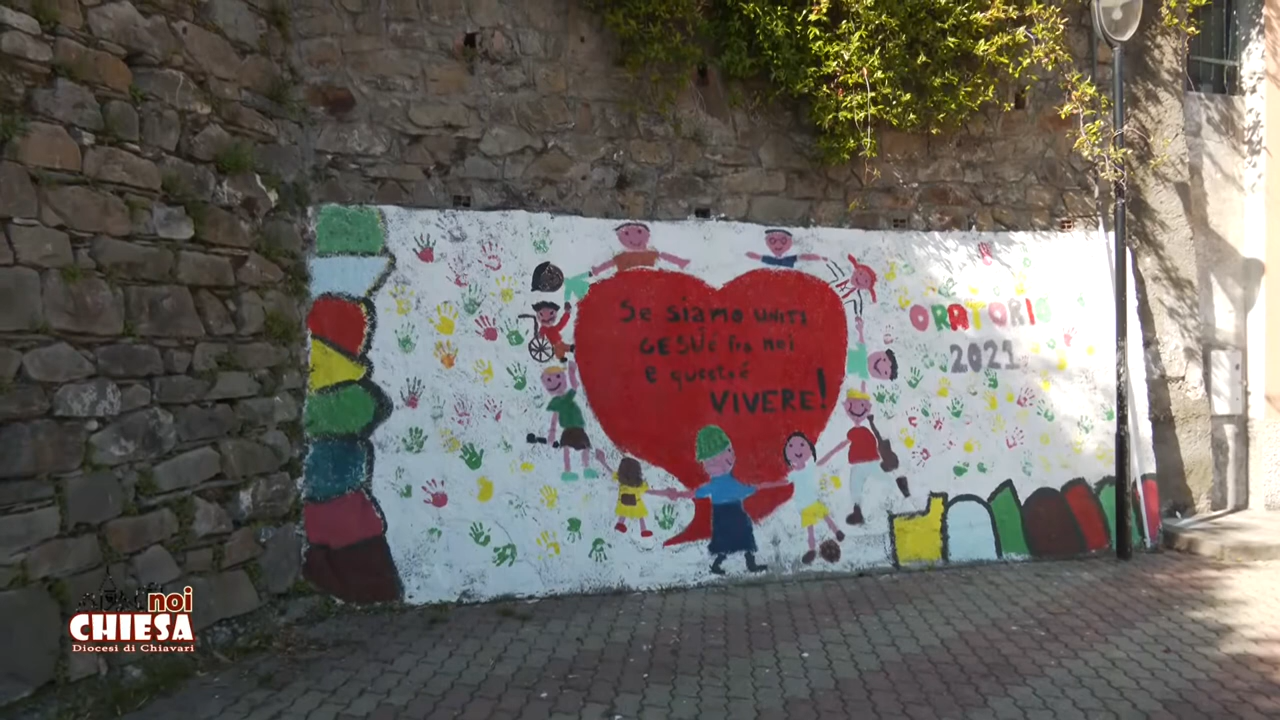 Se siamo UNITI
GESÙ è fra noi
E questo è
VIVERE!
ORATORIO
2021
noi
CHIESA
Diocesi di Chiavari